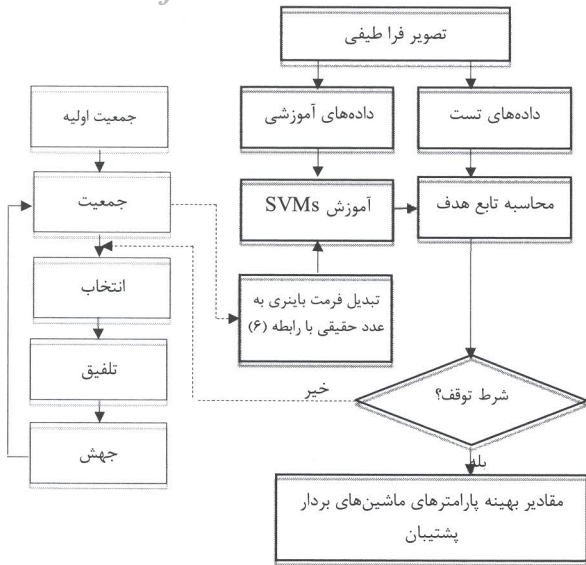 تصویر فرا طیفی
داده‌های آموزشی
داده‌های تست
جمعیت اولیه
جمعیت
آموزش SVMs
محاسبه تابع هدف
انتخاب
تبدیل فرمت باینری به
عدد حقیقی با رابطه (۶)
تلفیق
خیر
شرط توقف؟
جهش
بله
مقادیر بهینه پارامترهای ماشین‌های بردار
پشتیبان